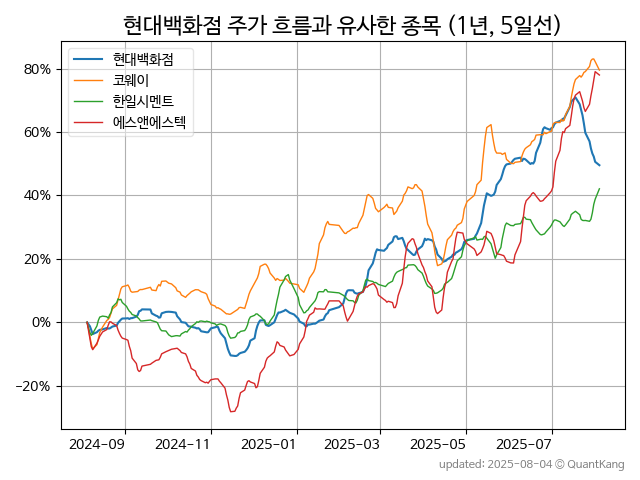 현대백화점 주가 흐름과 유사한 종목 (1년, 5일선)
현대백화점
코웨이
한일시멘트
에스앤에스텍
80%
60%
40%
20%
0%
−20%
2024-09 2024-11 2025-01 2025-03 2025-05 2025-07
updated: 2025-08-04 © QuantKang